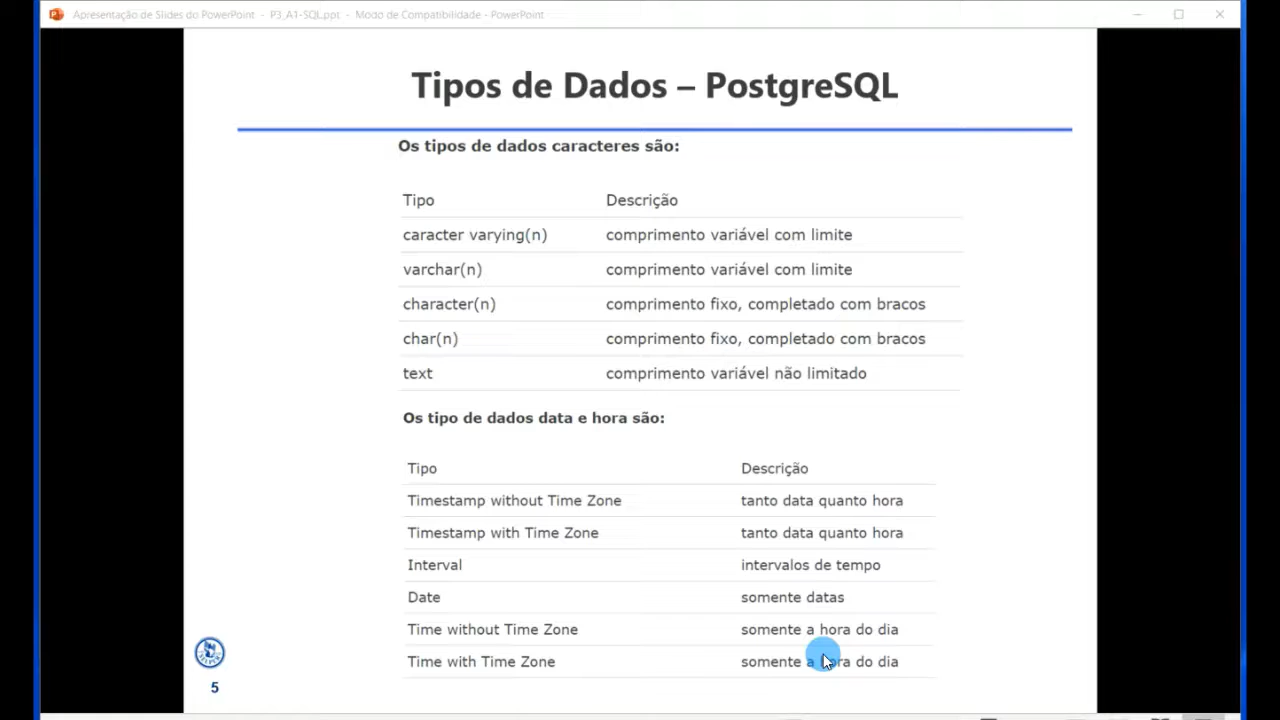 Apresentação de Slides do PowerPoint - P3_A1-SQL.ppt - Modo de Compatibilidade - PowerPoint
Tipos de Dados – PostgreSQL
Os tipos de dados caracteres são:
Tipo Descrição
caracter varying(n) comprimento variável com limite
varchar(n) comprimento variável com limite
character(n) comprimento fixo, completado com bracos
char(n) comprimento fixo, completado com bracos
text comprimento variável não limitado
Os tipo de dados data e hora são:
Tipo Descrição
Timestamp without Time Zone tanto data quanto hora
Timestamp with Time Zone tanto data quanto hora
Interval intervalos de tempo
Date somente datas
Time without Time Zone somente a hora do dia
Time with Time Zone somente a hora do dia
5